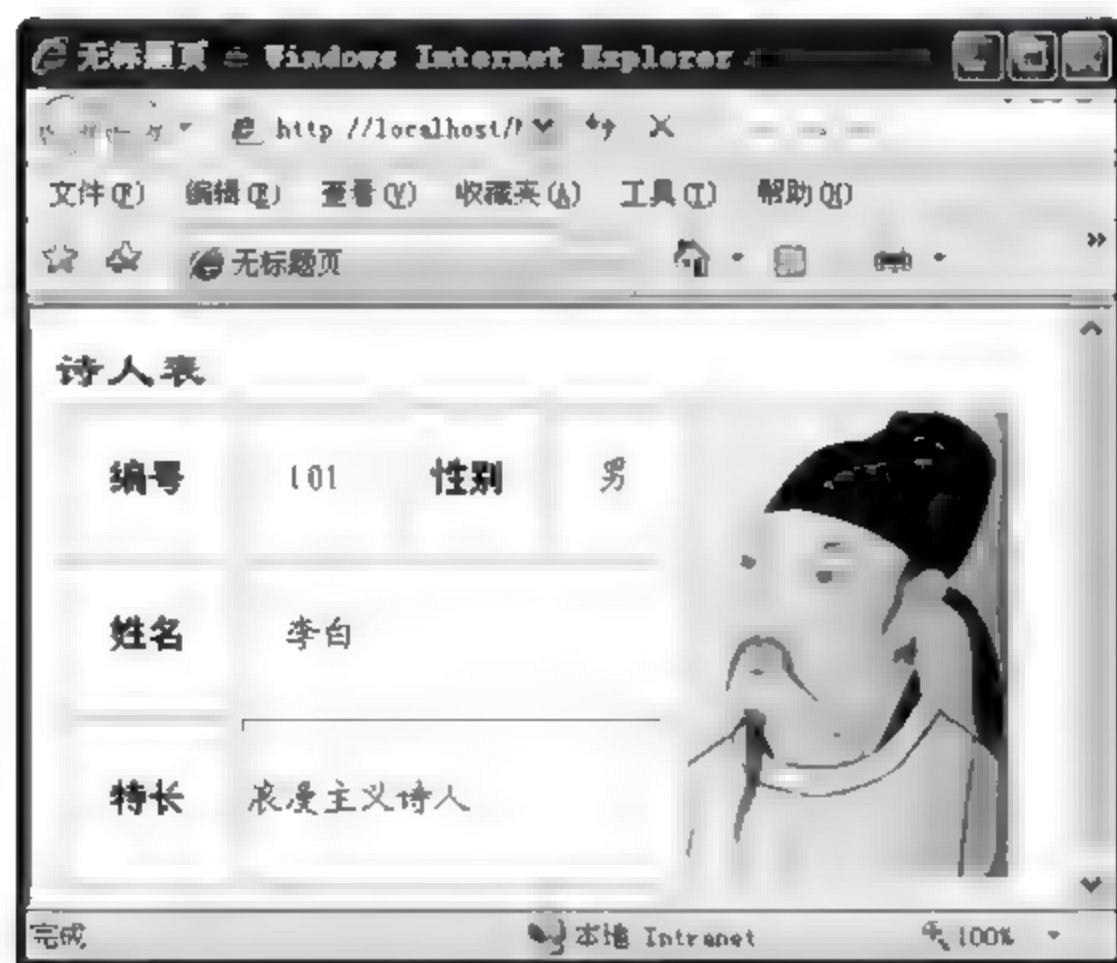 无标题页 - Windows Internet Explorer
http //localhost/
文件(F) 编辑(E) 查看(V) 收藏夹(A) 工具(T) 帮助(H)
无标题页
»
诗人表
编号 101 性别 男
姓名 李白
特长 浪漫主义诗人
完成 本地 Intranet 100%